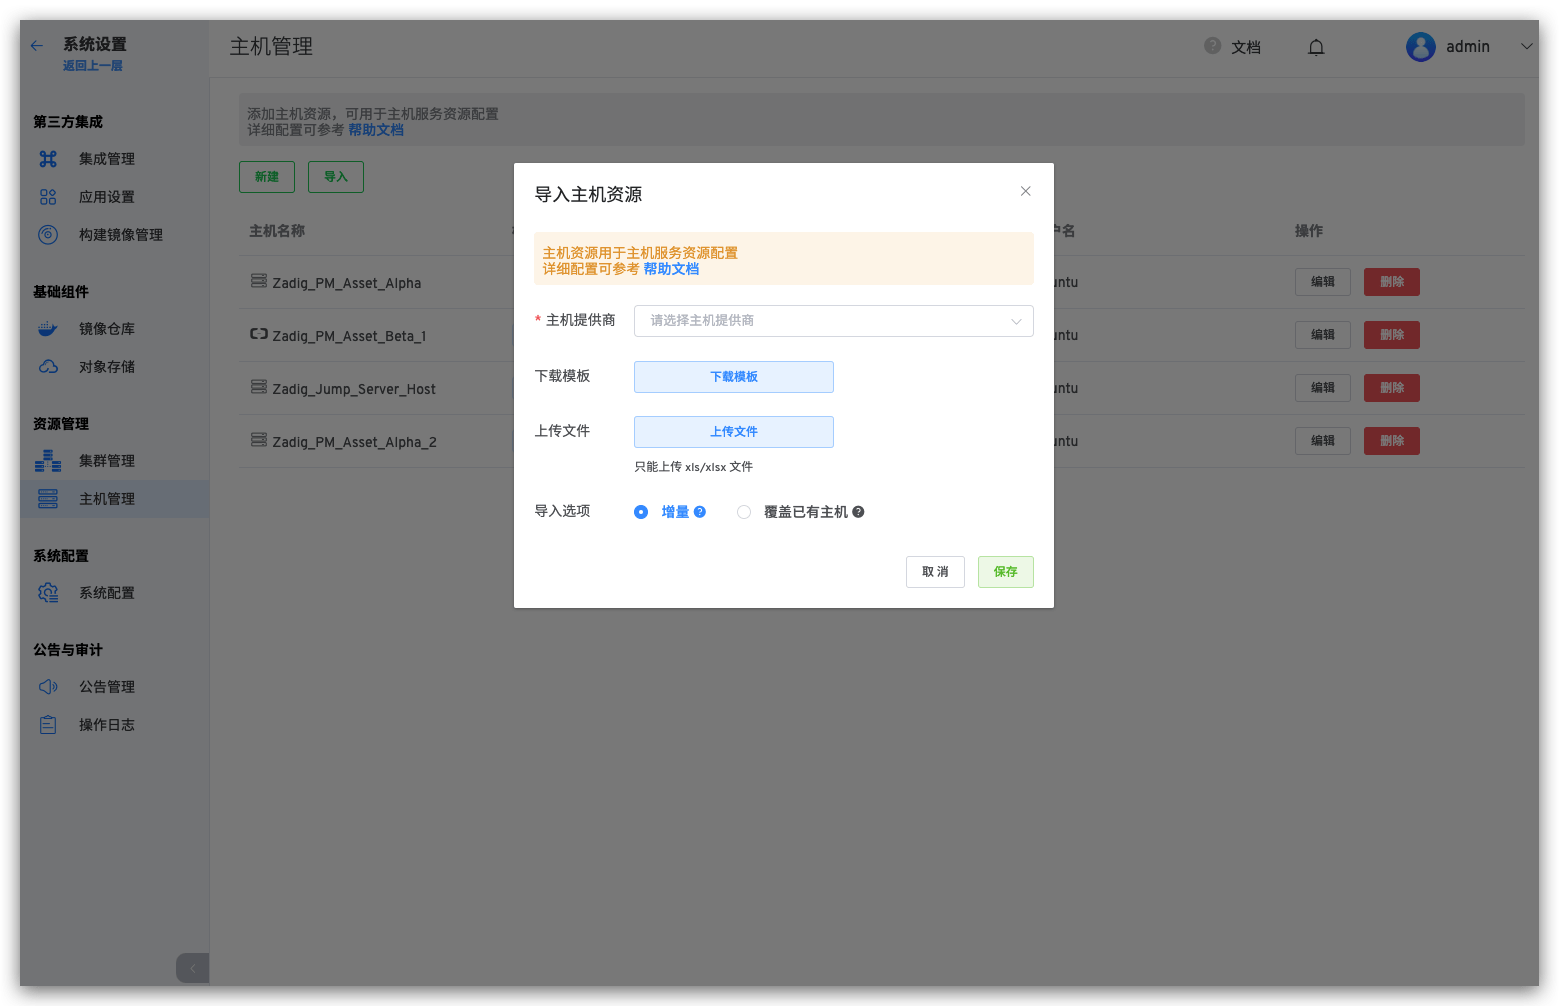 系统设置
返回上一层
主机管理
文档
admin
第三方集成
集成管理
应用设置
构建镜像管理
基础组件
镜像仓库
对象存储
资源管理
集群管理
主机管理
系统配置
系统配置
公告与审计
公告管理
操作日志
添加主机资源，可用于主机服务资源配置
详细配置可参考 帮助文档
新建
导入
主机名称
户名
操作
Zadig_PM_Asset_Alpha
untu
编辑
删除
Zadig_PM_Asset_Beta_1
untu
编辑
删除
Zadig_Jump_Server_Host
untu
编辑
删除
Zadig_PM_Asset_Alpha_2
untu
编辑
删除
导入主机资源
主机资源用于主机服务资源配置
详细配置可参考 帮助文档
* 主机提供商
请选择主机提供商
下载模板
下载模板
上传文件
上传文件
只能上传 xls/xlsx 文件
导入选项
增量
覆盖已有主机
取 消
保存